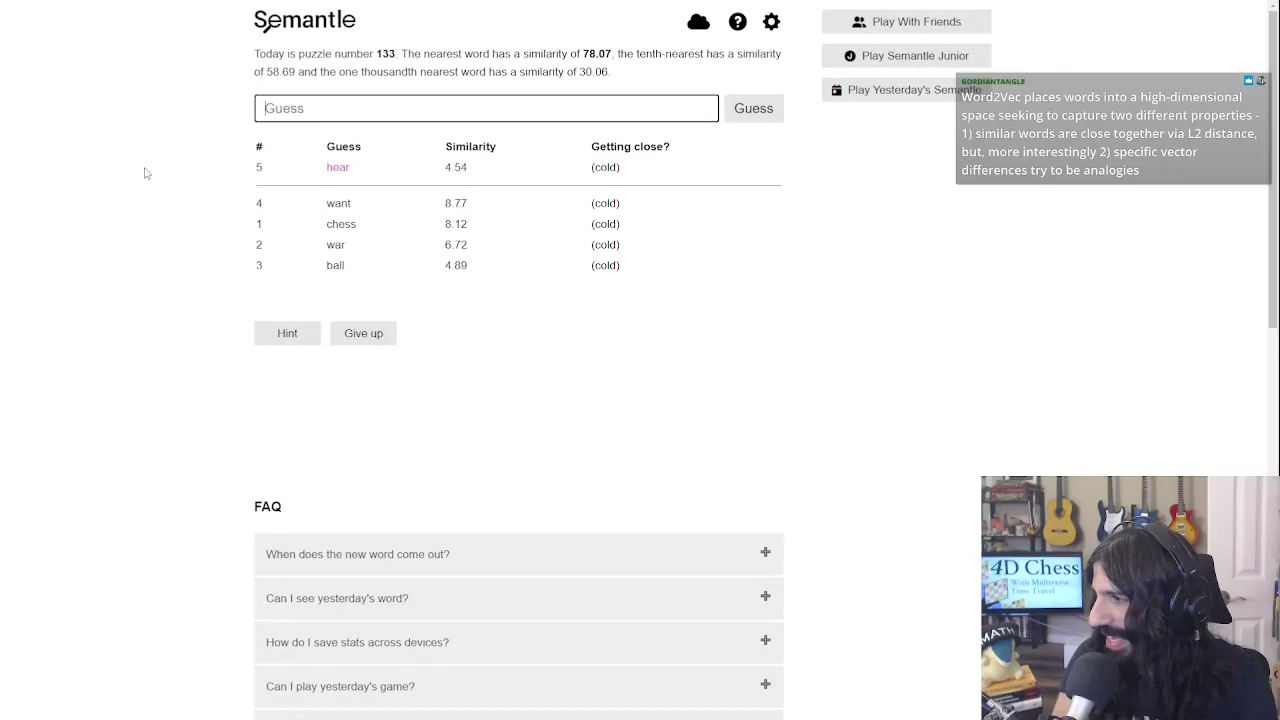 Semantle
Today is puzzle number 133. The nearest word has a similarity of 78.07, the tenth-nearest has a similarity
of 58.69 and the one thousandth nearest word has a similarity of 30.06.
Guess
Guess
# Guess Similarity Getting close?
5 hear 4.54 (cold)
4 want 8.77 (cold)
1 chess 8.12 (cold)
2 war 6.72 (cold)
3 ball 4.89 (cold)
Hint
Give up
FAQ
When does the new word come out?
Can I see yesterday's word?
How do I save stats across devices?
Can I play yesterday's game?
Play With Friends
Play Semantle Junior
Play Yesterday's Semantle
GORDIANTANGLE
Word2Vec places words into a high-dimensional
space seeking to capture two different properties -
1) similar words are close together via L2 distance,
but, more interestingly 2) specific vector
differences try to be analogies
4D Chess
With Multiverse
Time Travel
MATH